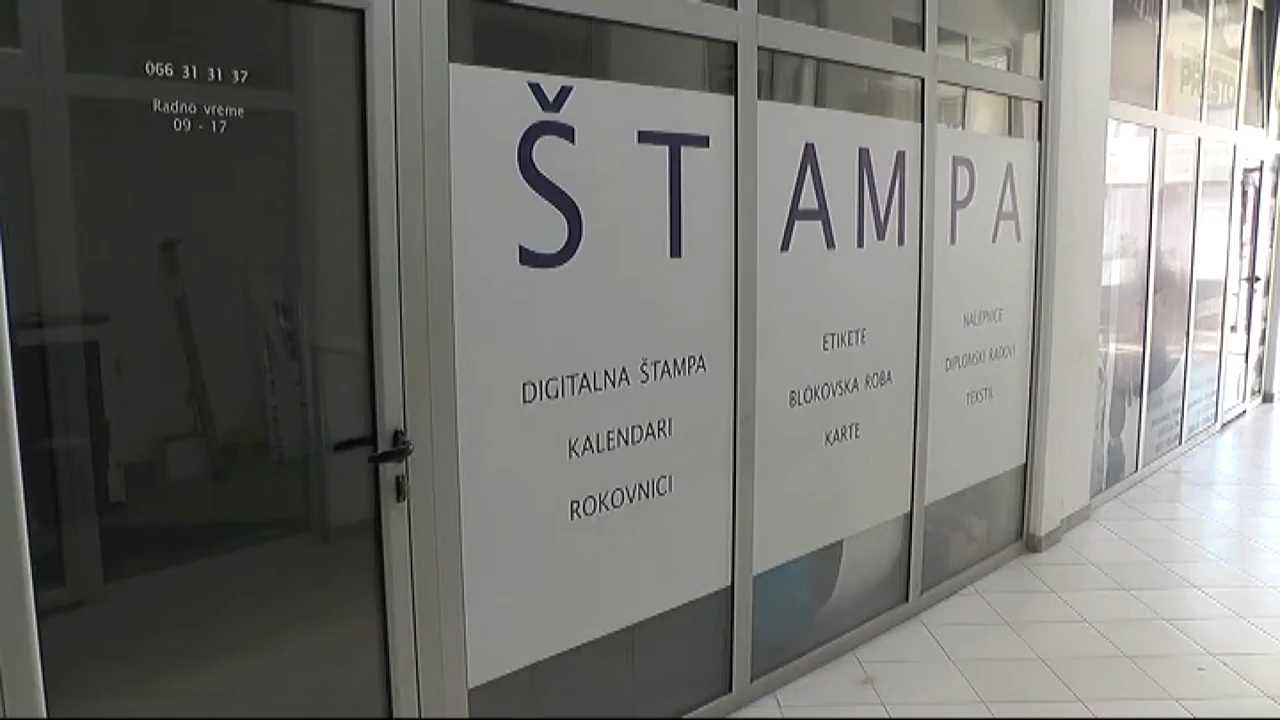 066 31 31 37
Radno vreme
09 - 17
ŠTAMPA
DIGITALNA ŠTAMPA
KALENDARI
ROKOVNICI
ETIKETE
BLOKOVSKA ROBA
KARTE
NALEPNICE
DIPLOMSKI RADOVI
TEKSTIL